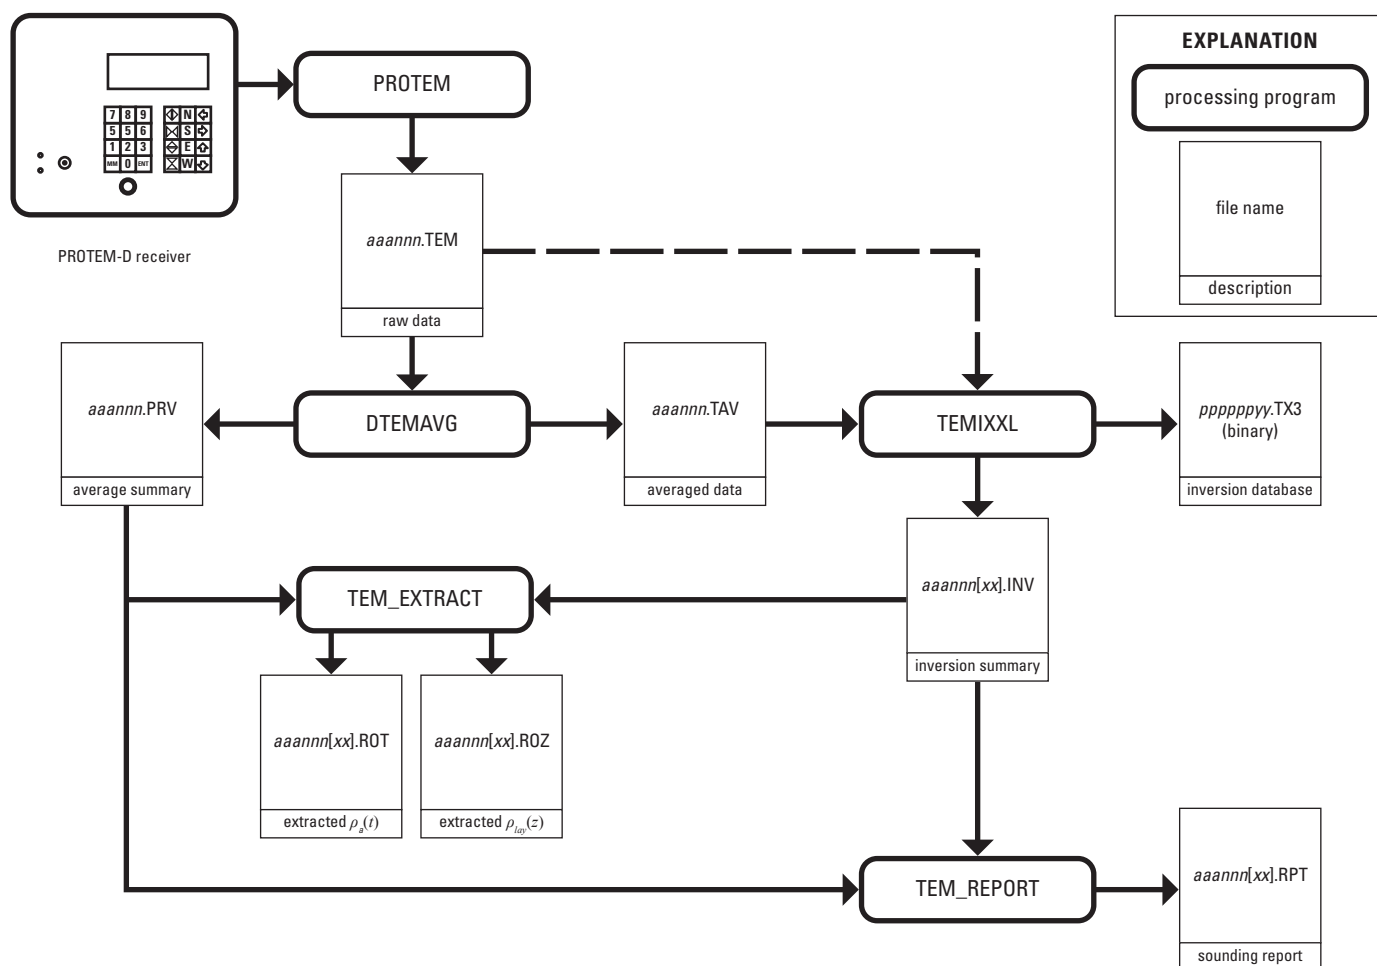 EXPLANATION
processing program
file name
description
7 8 9 N
5 5 6 S
1 2 3 E
MM 0 ENT W
PROTEM-D receiver
PROTEM
aaannn.TEM
raw data
aaannn.PRV
average summary
DTEMAVG
aaannn.TAV
averaged data
TEMIXXL
ppppppyy.TX3
(binary)
inversion database
TEM_EXTRACT
aaannn[xx].INV
inversion summary
aaannn[xx].ROT
extracted ρa(t)
aaannn[xx].ROZ
extracted ρlay(z)
TEM_REPORT
aaannn[xx].RPT
sounding report